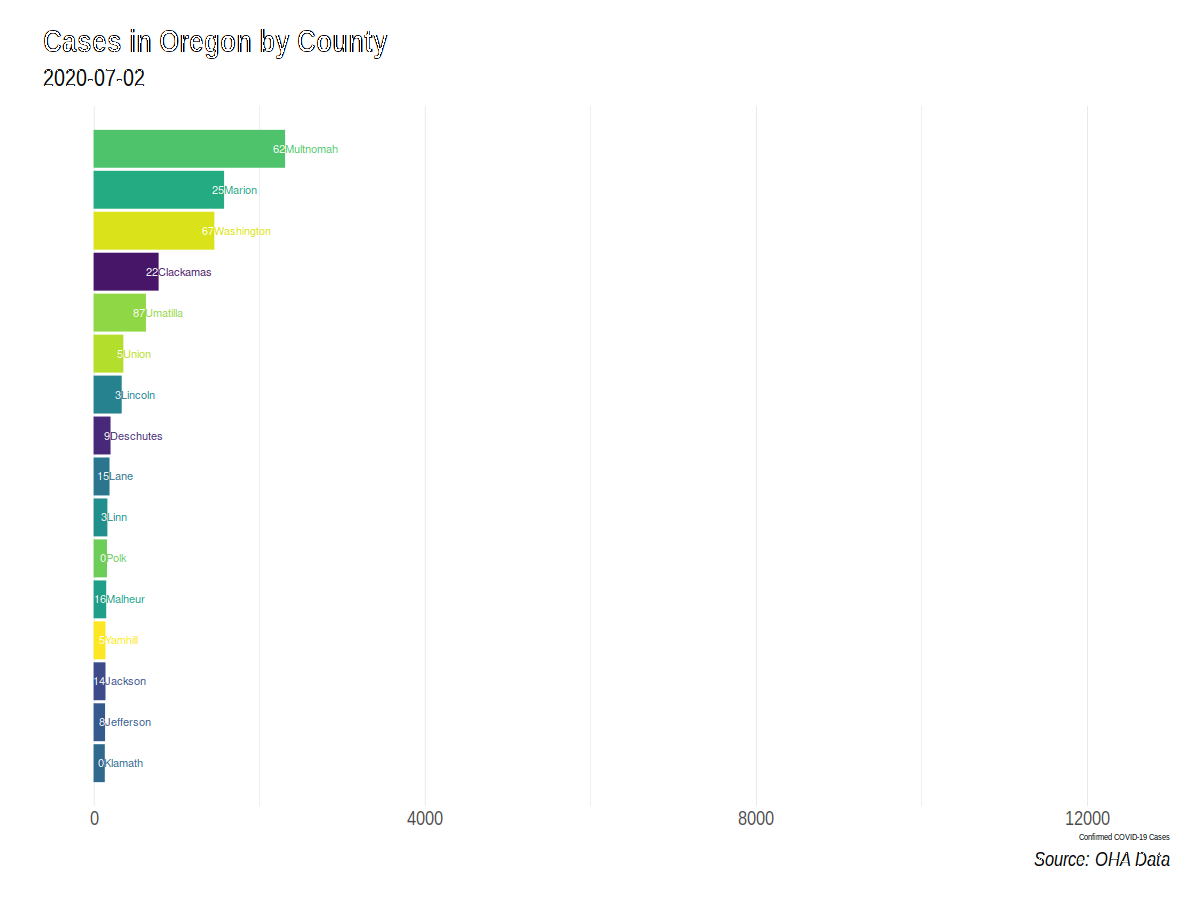 Cases in Oregon by County
2020-07-02
62Multnomah
25Marion
67Washington
22Clackamas
87Umatilla
5Union
3Lincoln
9Deschutes
15Lane
3Linn
0Polk
16Malheur
5Yamhill
14Jackson
8Jefferson
0Klamath
0 4000 8000 12000
Confirmed COVID-19 Cases
Source: OHA Data